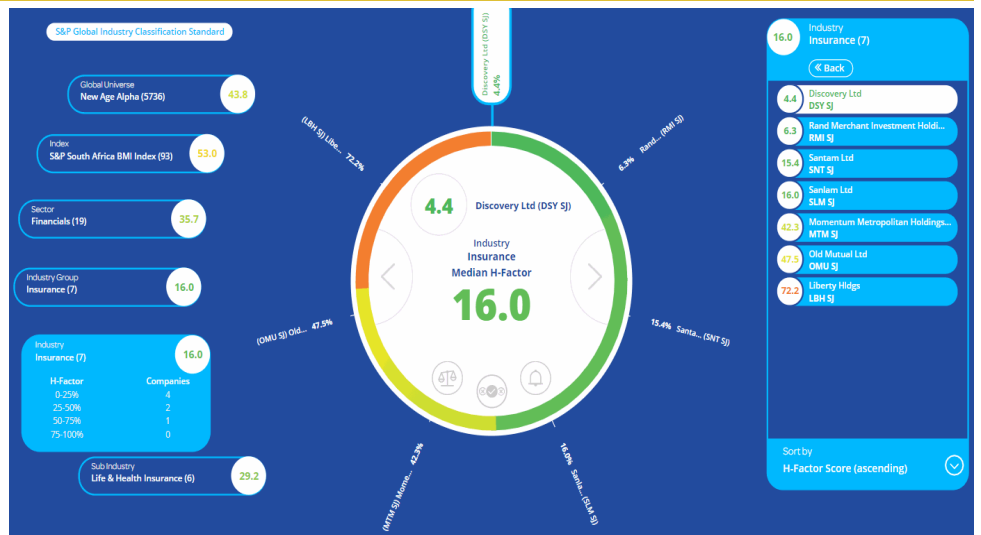 S&P Global Industry Classification Standard
Global Universe
New Age Alpha (5736)
43.8
Index
S&P South Africa BMI Index (93)
53.0
Sector
Financials (19)
35.7
Industry Group
Insurance (7)
16.0
Industry
Insurance (7)
16.0
H-Factor Companies
0-25% 4
25-50% 2
50-75% 1
75-100% 0
Sub Industry
Life & Health Insurance (6)
29.2
Discovery Ltd (DSY SJ)
4.4%
6.3% Rand... (RMI SJ)
15.4% Santa... (SNT SJ)
16.0% Sanla... (SLM SJ)
(MTM SJ) Mome... 42.3%
(OMU SJ) Old... 47.5%
(LBH SJ) Libe... 72.2%
4.4 Discovery Ltd (DSY SJ)
Industry
Insurance
Median H-Factor
16.0
16.0
Industry
Insurance (7)
Back
4.4
Discovery Ltd
DSY SJ
6.3
Rand Merchant Investment Holdi...
RMI SJ
15.4
Santam Ltd
SNT SJ
16.0
Sanlam Ltd
SLM SJ
42.3
Momentum Metropolitan Holdings...
MTM SJ
47.5
Old Mutual Ltd
OMU SJ
72.2
Liberty Hldgs
LBH SJ
Sort by
H-Factor Score (ascending)